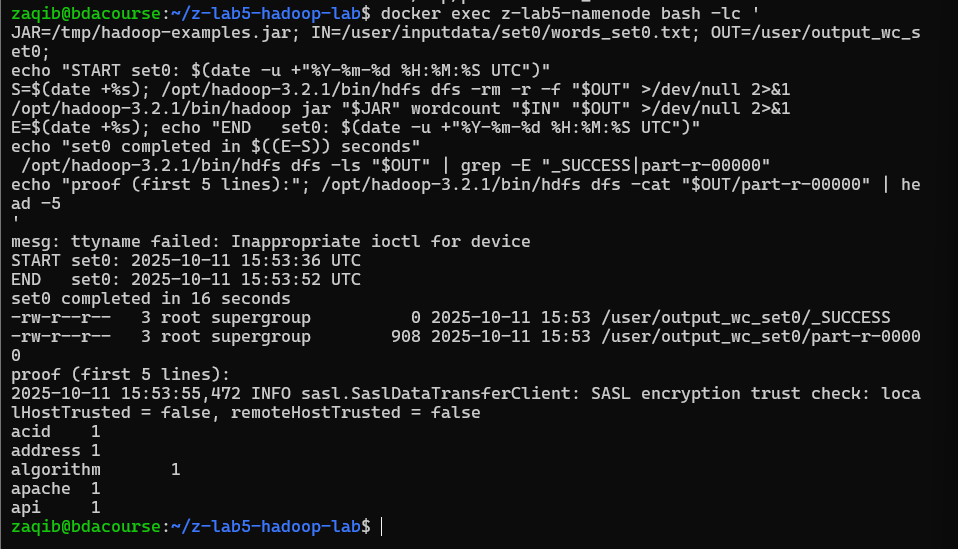 zaqib@bdacourse:~/z-lab5-hadoop-lab$ docker exec z-lab5-namenode bash -lc '
JAR=/tmp/hadoop-examples.jar; IN=/user/inputdata/set0/words_set0.txt; OUT=/user/output_wc_s
et0;
echo "START set0: $(date -u +"%Y-%m-%d %H:%M:%S UTC")"
S=$(date +%s); /opt/hadoop-3.2.1/bin/hdfs dfs -rm -r -f "$OUT" >/dev/null 2>&1
/opt/hadoop-3.2.1/bin/hadoop jar "$JAR" wordcount "$IN" "$OUT" >/dev/null 2>&1
E=$(date +%s); echo "END   set0: $(date -u +"%Y-%m-%d %H:%M:%S UTC")"
echo "set0 completed in $((E-S)) seconds"
 /opt/hadoop-3.2.1/bin/hdfs dfs -ls "$OUT" | grep -E "_SUCCESS|part-r-00000"
echo "proof (first 5 lines):"; /opt/hadoop-3.2.1/bin/hdfs dfs -cat "$OUT/part-r-00000" | he
ad -5
'
mesg: ttyname failed: Inappropriate ioctl for device
START set0: 2025-10-11 15:53:36 UTC
END   set0: 2025-10-11 15:53:52 UTC
set0 completed in 16 seconds
-rw-r--r--   3 root supergroup          0 2025-10-11 15:53 /user/output_wc_set0/_SUCCESS
-rw-r--r--   3 root supergroup        908 2025-10-11 15:53 /user/output_wc_set0/part-r-0000
0
proof (first 5 lines):
2025-10-11 15:53:55,472 INFO sasl.SaslDataTransferClient: SASL encryption trust check: loca
lHostTrusted = false, remoteHostTrusted = false
acid    1
address 1
algorithm       1
apache  1
api     1
zaqib@bdacourse:~/z-lab5-hadoop-lab$